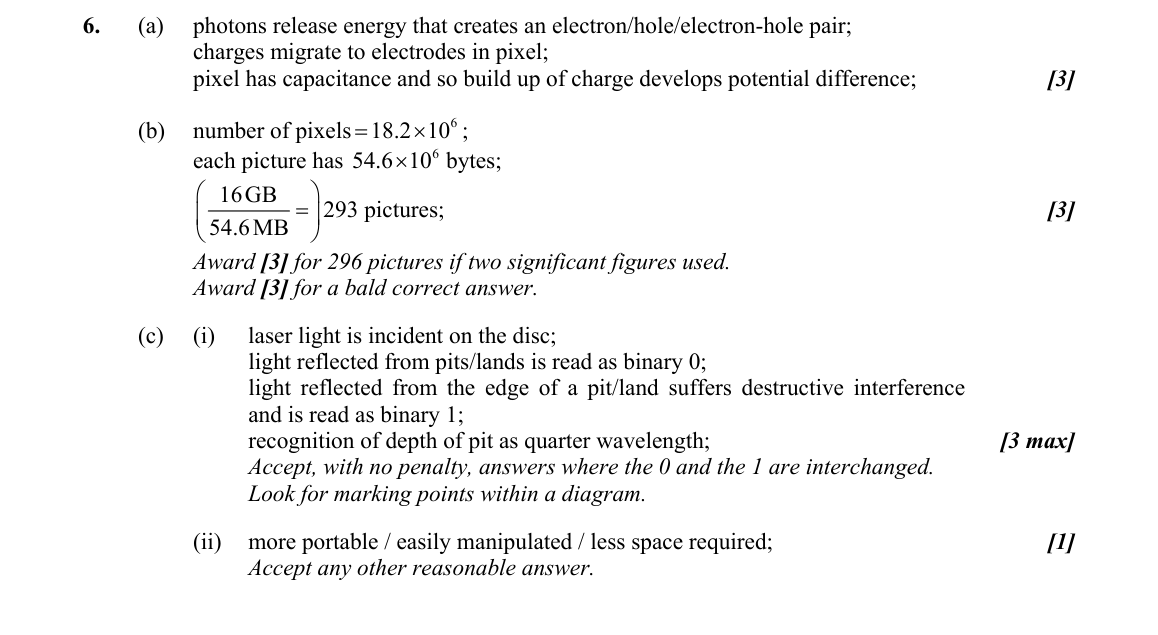 6. (a) photons release energy that creates an electron/hole/electron-hole pair;
charges migrate to electrodes in pixel;
pixel has capacitance and so build up of charge develops potential difference; [3]
(b) number of pixels = 18.2×10⁶ ;
each picture has 54.6×10⁶ bytes;
(16 GB / 54.6 MB =) 293 pictures; [3]
Award [3] for 296 pictures if two significant figures used.
Award [3] for a bald correct answer.
(c) (i) laser light is incident on the disc;
light reflected from pits/lands is read as binary 0;
light reflected from the edge of a pit/land suffers destructive interference
and is read as binary 1;
recognition of depth of pit as quarter wavelength; [3 max]
Accept, with no penalty, answers where the 0 and the 1 are interchanged.
Look for marking points within a diagram.
(ii) more portable / easily manipulated / less space required; [1]
Accept any other reasonable answer.